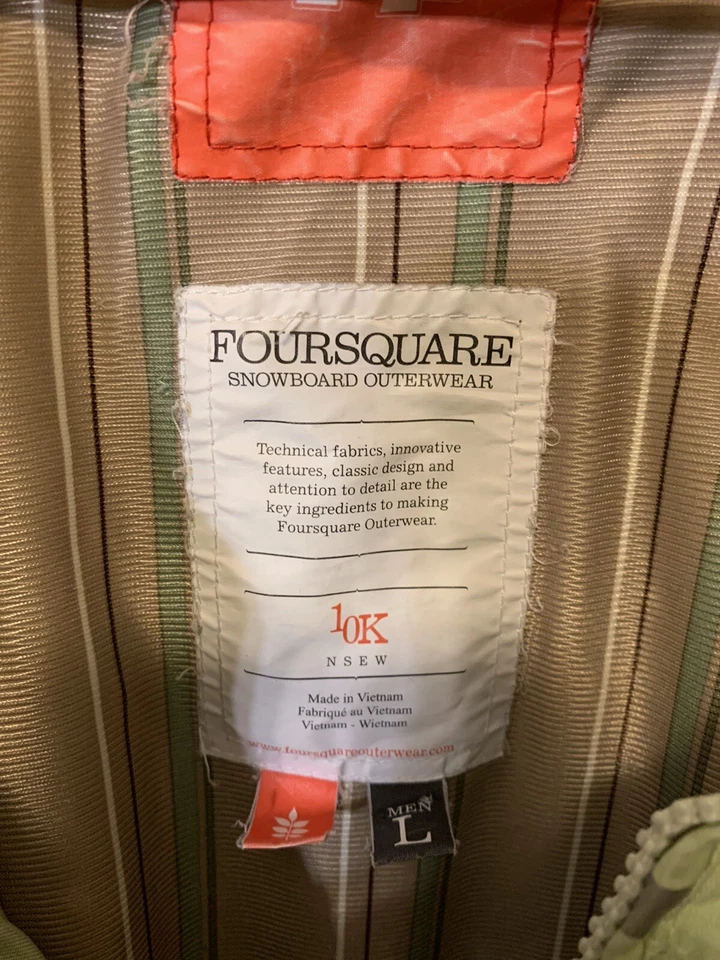 FOURSQUARE
SNOWBOARD OUTERWEAR
Technical fabrics, innovative
features, classic design and
attention to detail are the
key ingredients to making
Foursquare Outerwear.
10K
N S E W
Made in Vietnam
Fabriqué au Vietnam
Vietnam - Wietnam
www.foursquareouterwear.com
MEN
L